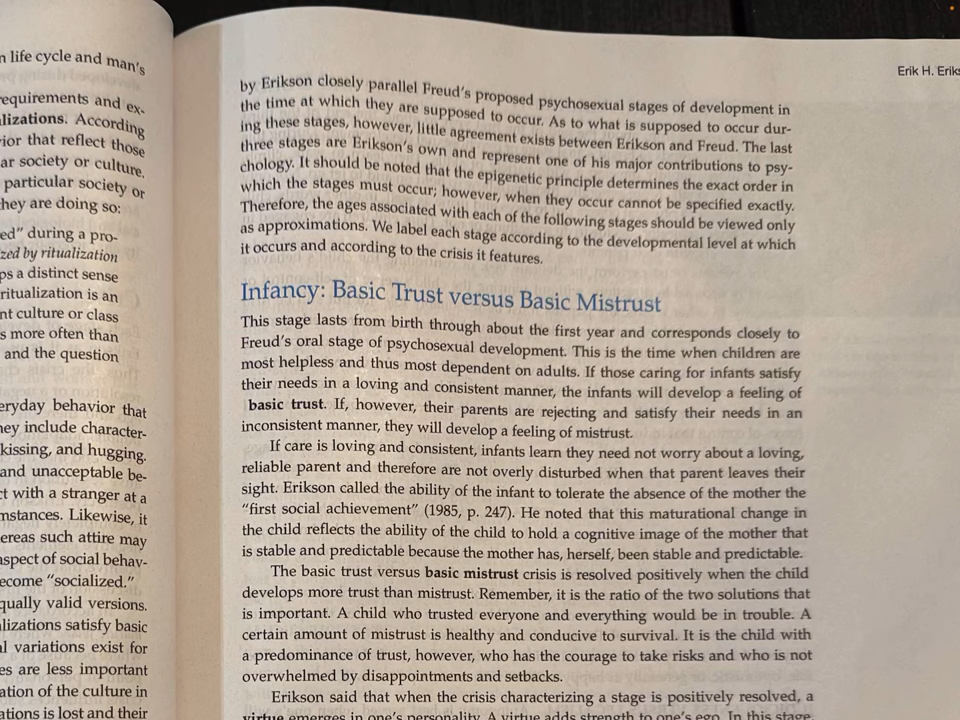 n life cycle and man's
requirements and ex-
lizations. According
ior that reflect those
ar society or culture.
particular society or
they are doing so:
ed" during a pro-
zed by ritualization
ps a distinct sense
ritualization is an
nt culture or class
s more often than
and the question
eryday behavior that
hey include character-
kissing, and hugging.
and unacceptable be-
ct with a stranger at a
mstances. Likewise, it
ereas such attire may
aspect of social behav-
ecome "socialized."
qually valid versions.
lizations satisfy basic
al variations exist for
es are less important
ation of the culture in
ations is lost and their
Erik H. Eriks
by Erikson closely parallel Freud's proposed psychosexual stages of development in
the time at which they are supposed to occur. As to what is supposed to occur dur-
ing these stages, however, little agreement exists between Erikson and Freud. The last
three stages are Erikson's own and represent one of his major contributions to psy-
chology. It should be noted that the epigenetic principle determines the exact order in
which the stages must occur; however, when they occur cannot be specified exactly.
Therefore, the ages associated with each of the following stages should be viewed only
as approximations. We label each stage according to the developmental level at which
it occurs and according to the crisis it features.
Infancy: Basic Trust versus Basic Mistrust
This stage lasts from birth through about the first year and corresponds closely to
Freud's oral stage of psychosexual development. This is the time when children are
most helpless and thus most dependent on adults. If those caring for infants satisfy
their needs in a loving and consistent manner, the infants will develop a feeling of
basic trust. If, however, their parents are rejecting and satisfy their needs in an
inconsistent manner, they will develop a feeling of mistrust.
If care is loving and consistent, infants learn they need not worry about a loving,
reliable parent and therefore are not overly disturbed when that parent leaves their
sight. Erikson called the ability of the infant to tolerate the absence of the mother the
"first social achievement" (1985, p. 247). He noted that this maturational change in
the child reflects the ability of the child to hold a cognitive image of the mother that
is stable and predictable because the mother has, herself, been stable and predictable.
The basic trust versus basic mistrust crisis is resolved positively when the child
develops more trust than mistrust. Remember, it is the ratio of the two solutions that
is important. A child who trusted everyone and everything would be in trouble. A
certain amount of mistrust is healthy and conducive to survival. It is the child with
a predominance of trust, however, who has the courage to take risks and who is not
overwhelmed by disappointments and setbacks.
Erikson said that when the crisis characterizing a stage is positively resolved, a
virtue emerges in one's personality. A virtue adds strength to one's ego. In this stage,